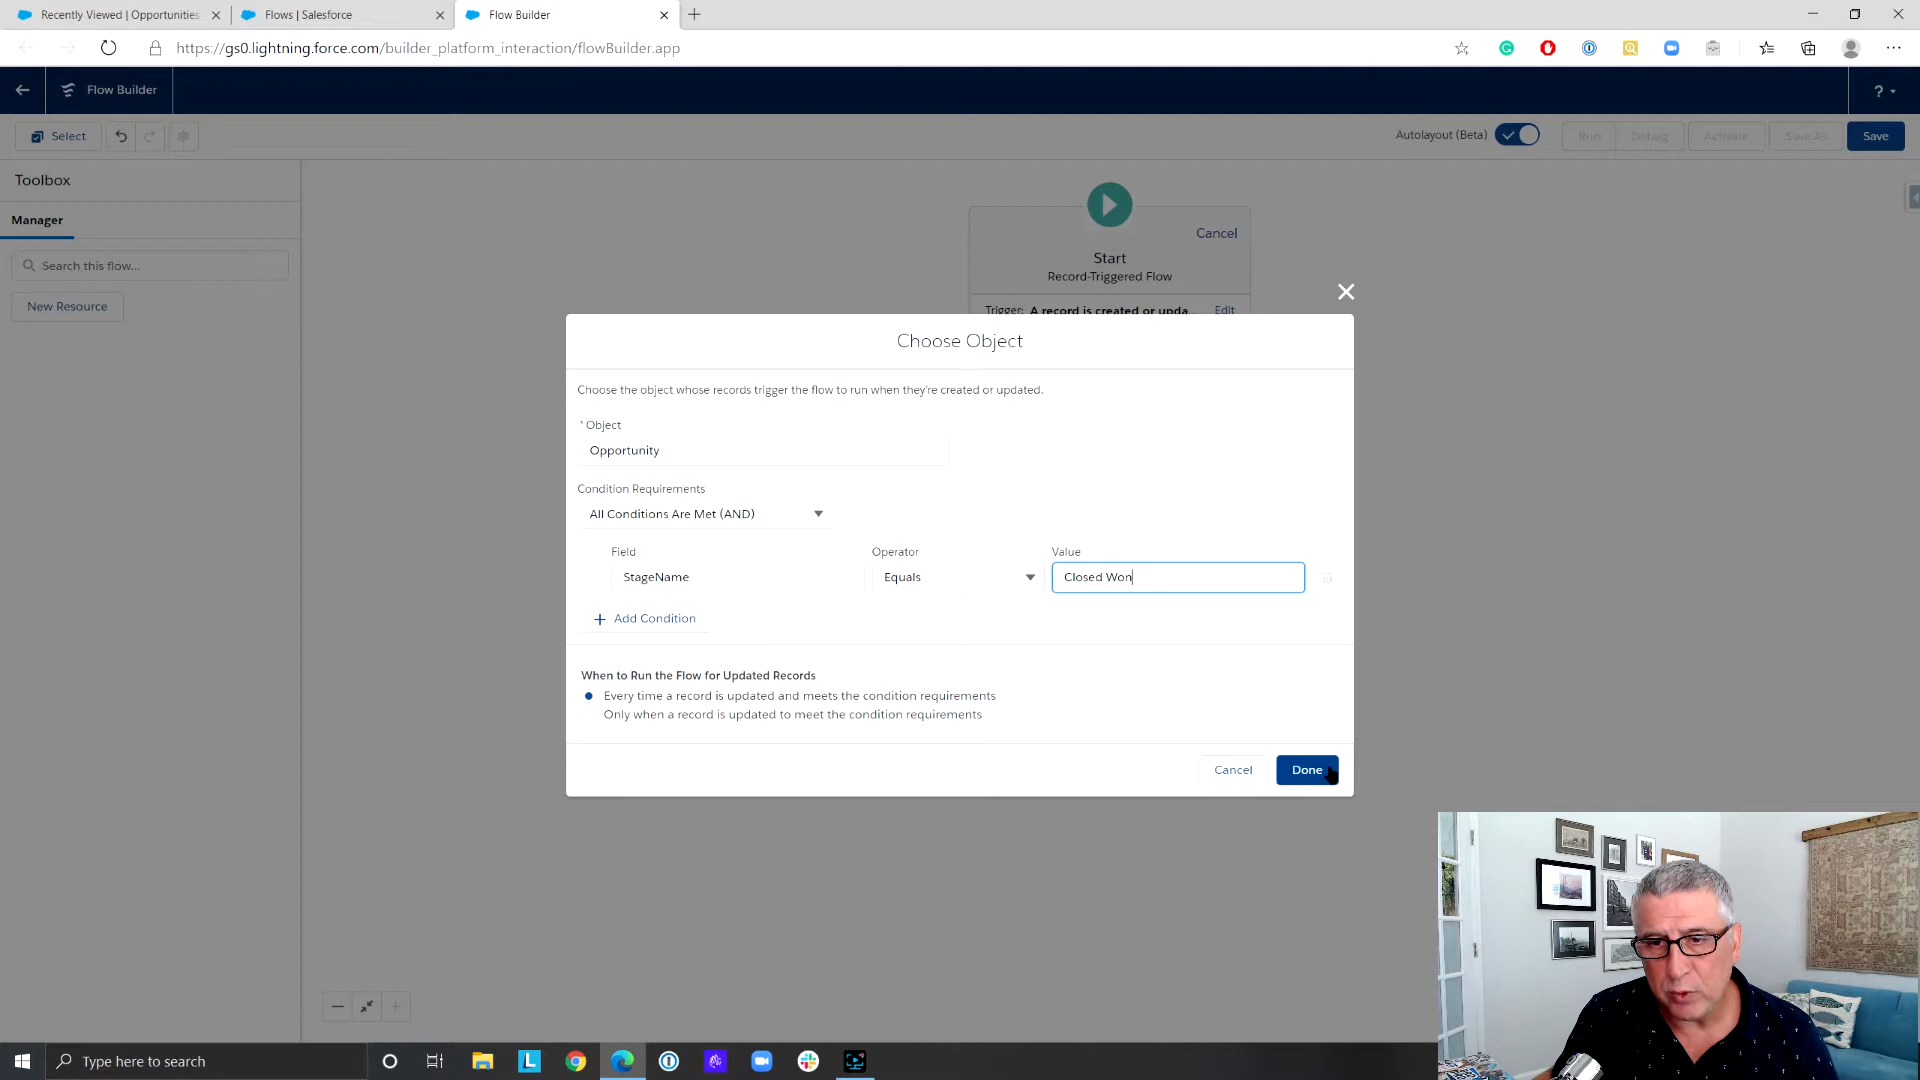 Recently Viewed | Opportunities
Flows | Salesforce
Flow Builder
https://gs0.lightning.force.com/builder_platform_interaction/flowBuilder.app
Flow Builder
?
Select
Autolayout (Beta)
Run
Debug
Activate
Save As
Save
Toolbox
Manager
Search this flow...
New Resource
Cancel
Start
Record-Triggered Flow
Trigger: A record is created or upda... Edit
Choose Object
Choose the object whose records trigger the flow to run when they're created or updated.
* Object
Opportunity
Condition Requirements
All Conditions Are Met (AND)
Field Operator Value
StageName Equals Closed Won
+ Add Condition
When to Run the Flow for Updated Records
Every time a record is updated and meets the condition requirements
Only when a record is updated to meet the condition requirements
Cancel Done
Type here to search
L